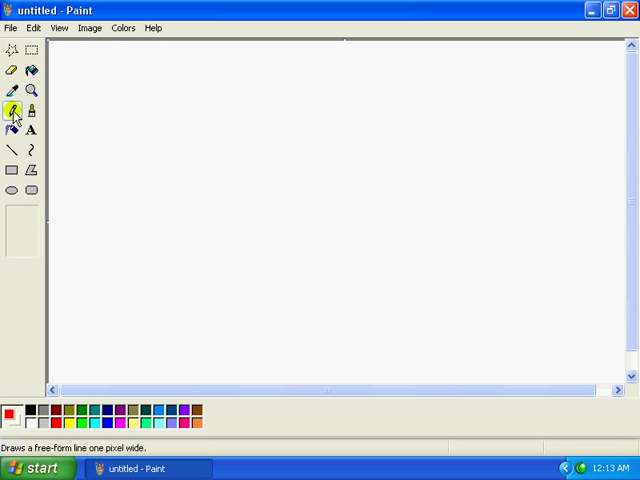 untitled - Paint
File Edit View Image Colors Help
A
Draws a free-form line one pixel wide.
start untitled - Paint 12:13 AM